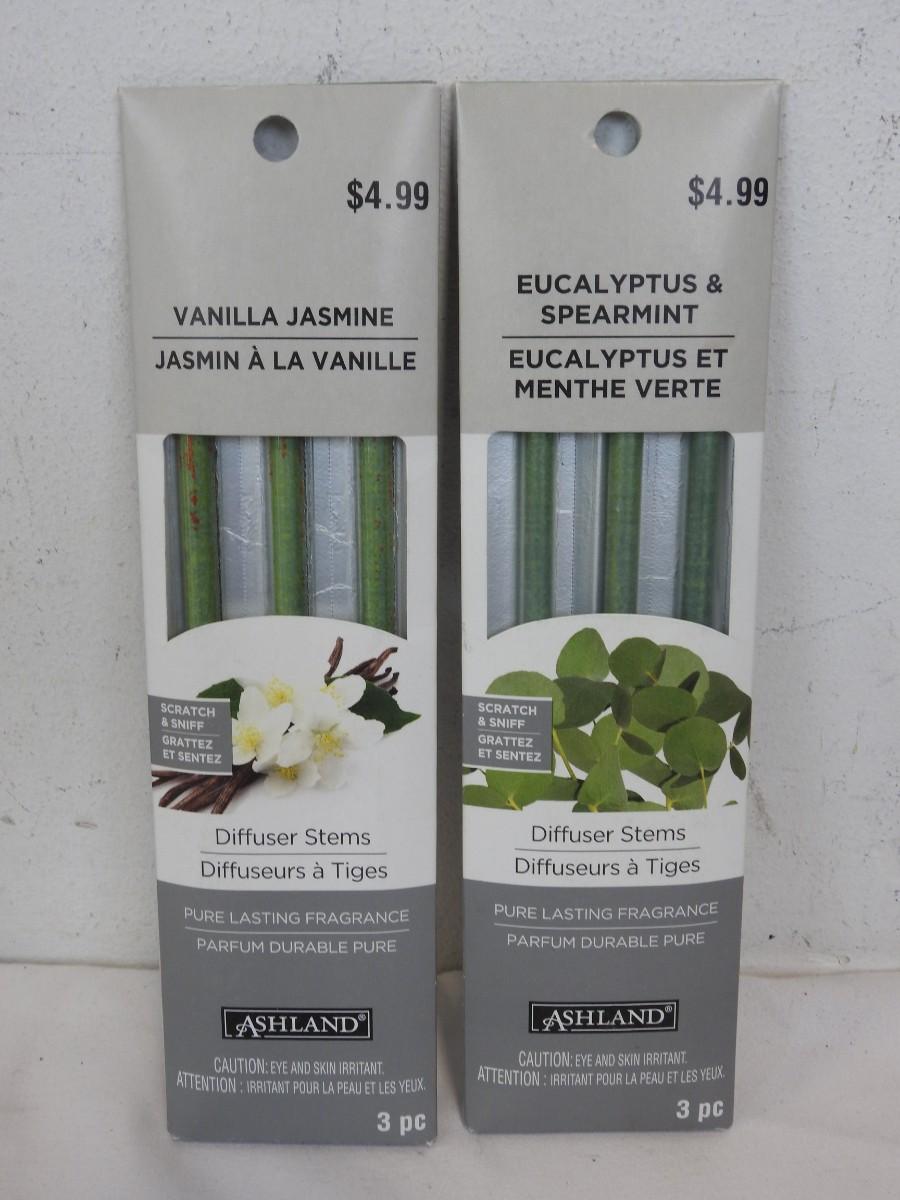 $4.99
VANILLA JASMINE
JASMIN À LA VANILLE
SCRATCH
& SNIFF
GRATTEZ
ET SENTEZ
Diffuser Stems
Diffuseurs à Tiges
PURE LASTING FRAGRANCE
PARFUM DURABLE PURE
ASHLAND®
CAUTION: EYE AND SKIN IRRITANT.
ATTENTION : IRRITANT POUR LA PEAU ET LES YEUX.
3 pc
$4.99
EUCALYPTUS &
SPEARMINT
EUCALYPTUS ET
MENTHE VERTE
SCRATCH
& SNIFF
GRATTEZ
ET SENTEZ
Diffuser Stems
Diffuseurs à Tiges
PURE LASTING FRAGRANCE
PARFUM DURABLE PURE
ASHLAND®
CAUTION: EYE AND SKIN IRRITANT.
ATTENTION : IRRITANT POUR LA PEAU ET LES YEUX.
3 pc